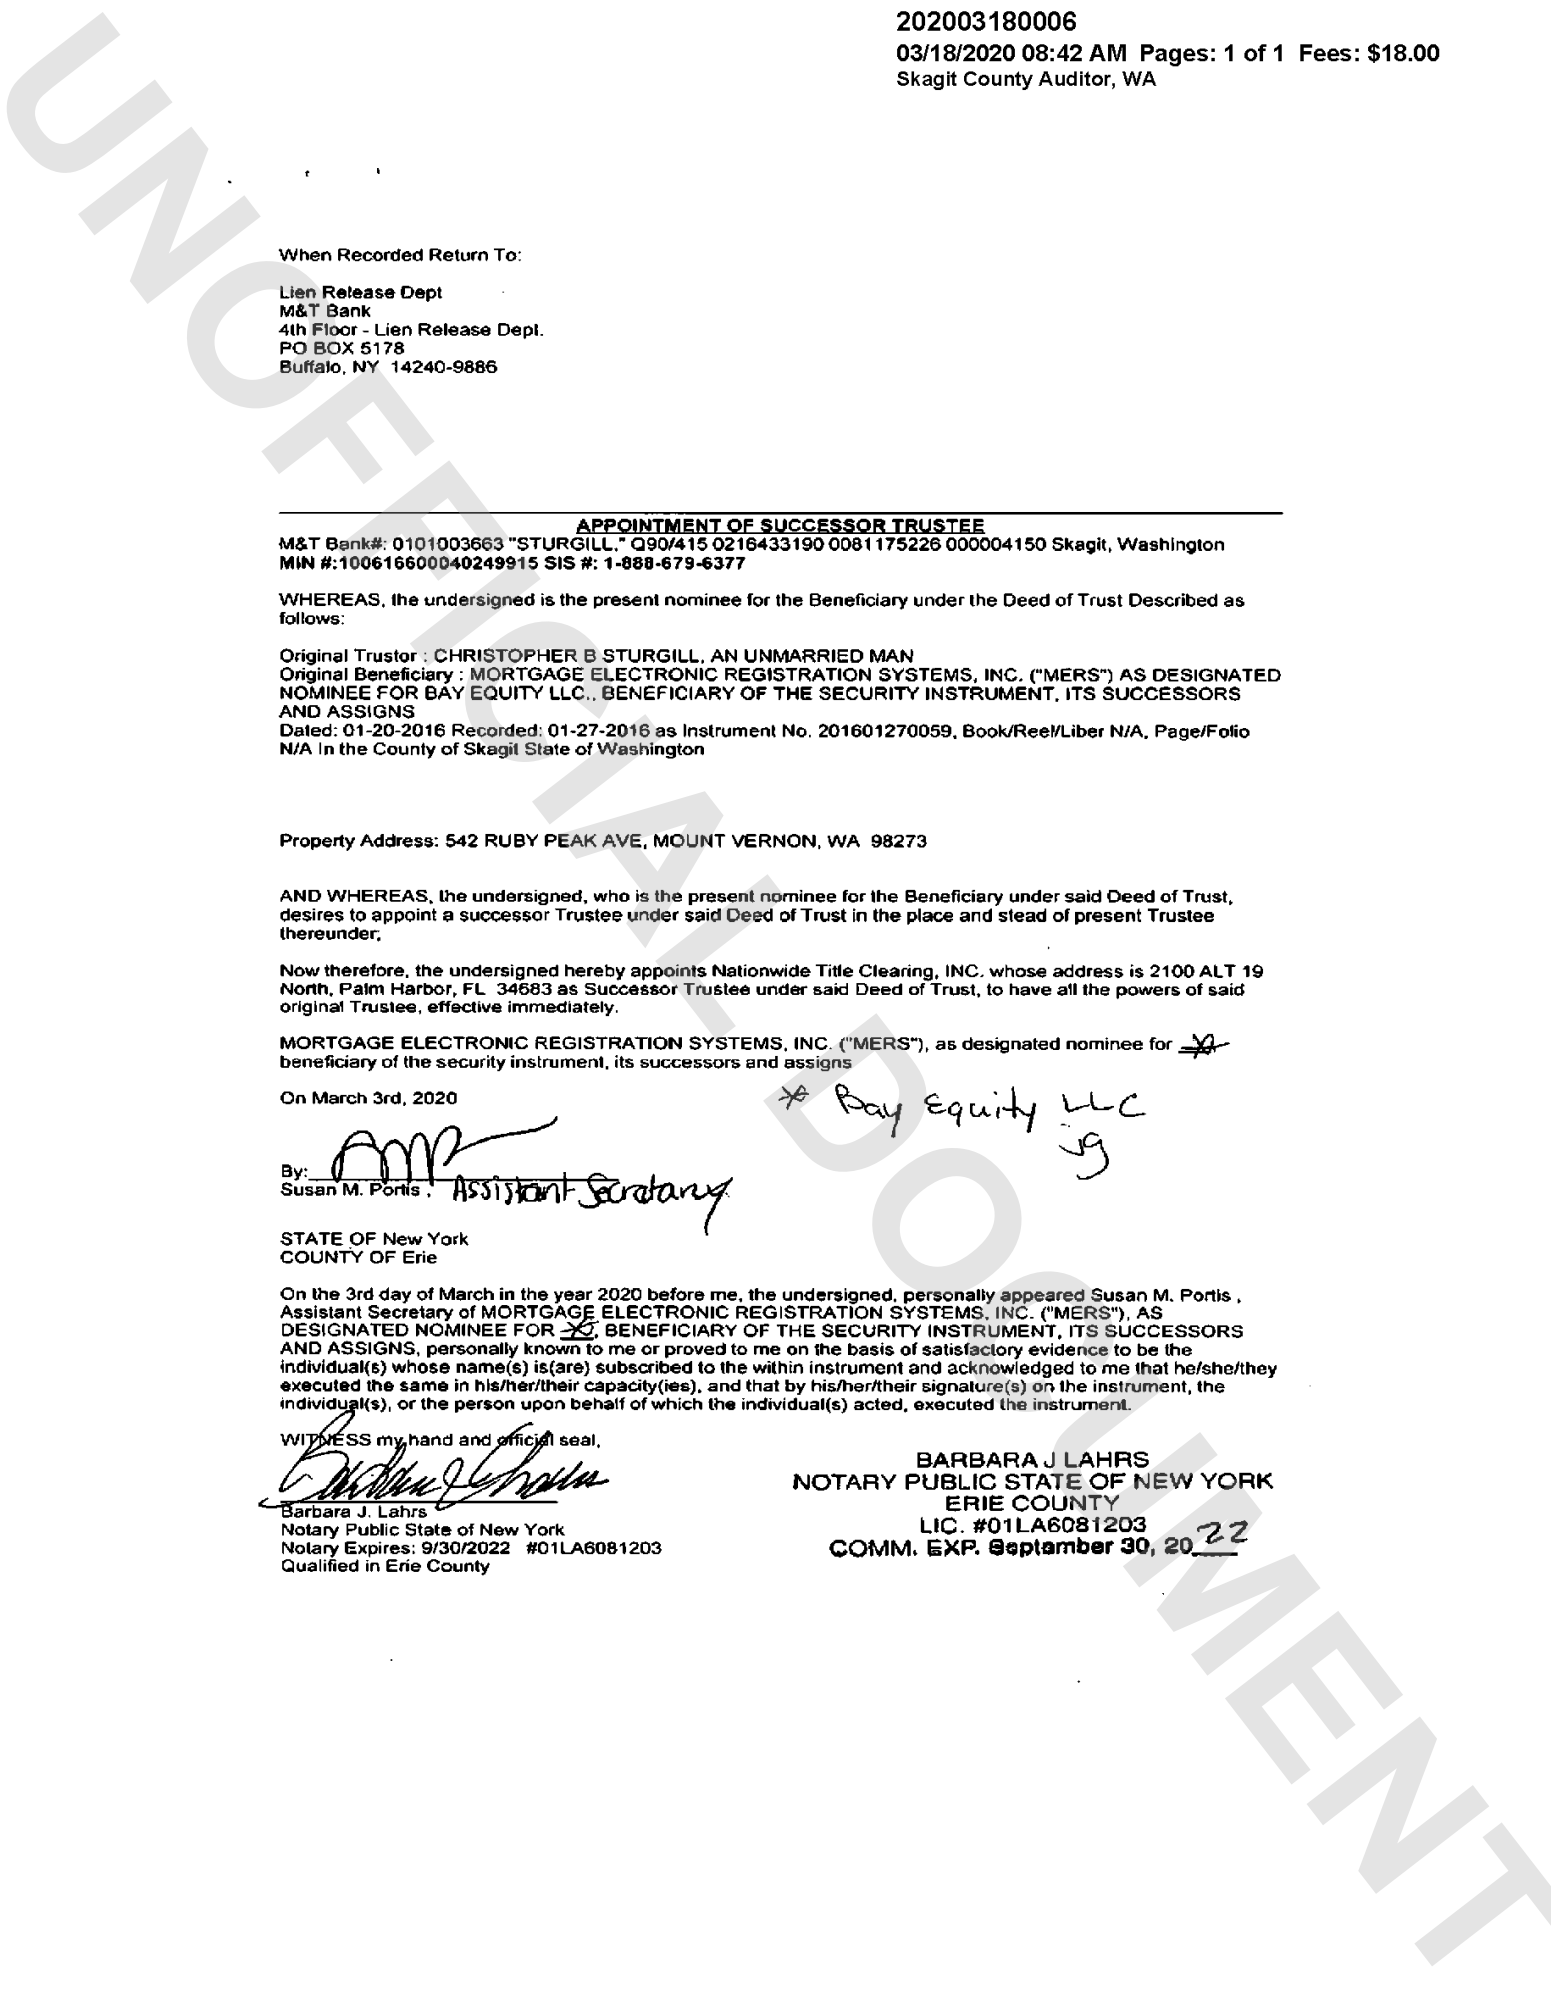 202003180006
03/18/2020 08:42 AM Pages: 1 of 1 Fees: $18.00
Skagit County Auditor, WA
When Recorded Return To:
Lien Release Dept
M&T Bank
4th Floor - Lien Release Dept.
PO BOX 5178
Buffalo, NY 14240-9886
APPOINTMENT OF SUCCESSOR TRUSTEE
M&T Bank#: 0101003663 "STURGILL," Q90/415 0216433190 0081175226 000004150 Skagit, Washington
MIN #:100616600040249915 SIS #: 1-888-679-6377
WHEREAS, the undersigned is the present nominee for the Beneficiary under the Deed of Trust Described as
follows:
Original Trustor : CHRISTOPHER B STURGILL, AN UNMARRIED MAN
Original Beneficiary : MORTGAGE ELECTRONIC REGISTRATION SYSTEMS, INC. ("MERS") AS DESIGNATED
NOMINEE FOR BAY EQUITY LLC., BENEFICIARY OF THE SECURITY INSTRUMENT, ITS SUCCESSORS
AND ASSIGNS
Dated: 01-20-2016 Recorded: 01-27-2016 as Instrument No. 201601270059, Book/Reel/Liber N/A, Page/Folio
N/A In the County of Skagit State of Washington
Property Address: 542 RUBY PEAK AVE, MOUNT VERNON, WA 98273
AND WHEREAS, the undersigned, who is the present nominee for the Beneficiary under said Deed of Trust,
desires to appoint a successor Trustee under said Deed of Trust in the place and stead of present Trustee
thereunder;
Now therefore, the undersigned hereby appoints Nationwide Title Clearing, INC. whose address is 2100 ALT 19
North, Palm Harbor, FL 34683 as Successor Trustee under said Deed of Trust, to have all the powers of said
original Trustee, effective immediately.
MORTGAGE ELECTRONIC REGISTRATION SYSTEMS, INC. ("MERS"), as designated nominee for
beneficiary of the security instrument, its successors and assigns
On March 3rd, 2020
* Bay Equity LLC
By:
Susan M. Portis , Assistant Secretary
STATE OF New York
COUNTY OF Erie
On the 3rd day of March in the year 2020 before me, the undersigned, personally appeared Susan M. Portis ,
Assistant Secretary of MORTGAGE ELECTRONIC REGISTRATION SYSTEMS, INC. ("MERS"), AS
DESIGNATED NOMINEE FOR , BENEFICIARY OF THE SECURITY INSTRUMENT, ITS SUCCESSORS
AND ASSIGNS, personally known to me or proved to me on the basis of satisfactory evidence to be the
individual(s) whose name(s) is(are) subscribed to the within instrument and acknowledged to me that he/she/they
executed the same in his/her/their capacity(ies), and that by his/her/their signature(s) on the instrument, the
individual(s), or the person upon behalf of which the individual(s) acted, executed the instrument.
WITNESS my hand and official seal,
Barbara J. Lahrs
Notary Public State of New York
Notary Expires: 9/30/2022 #01LA6081203
Qualified in Erie County
BARBARA J LAHRS
NOTARY PUBLIC STATE OF NEW YORK
ERIE COUNTY
LIC. #01LA6081203
COMM. EXP. September 30, 2022
UNOFFICIAL DOCUMENT